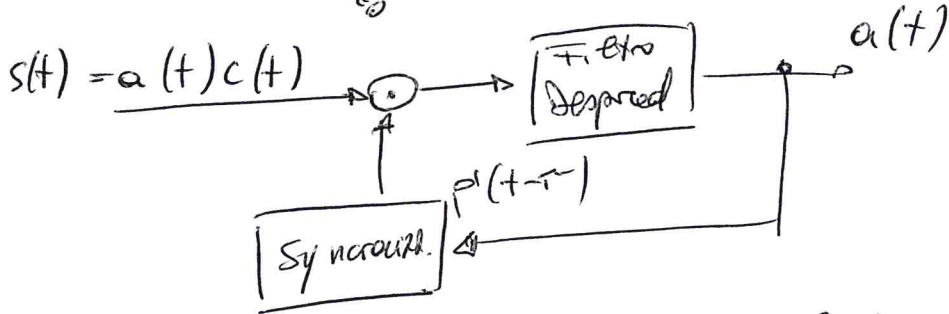 s(t) = a(t)c(t)
Filtro
Despread
a(t)
p'(t-τ)
Syncroniz.